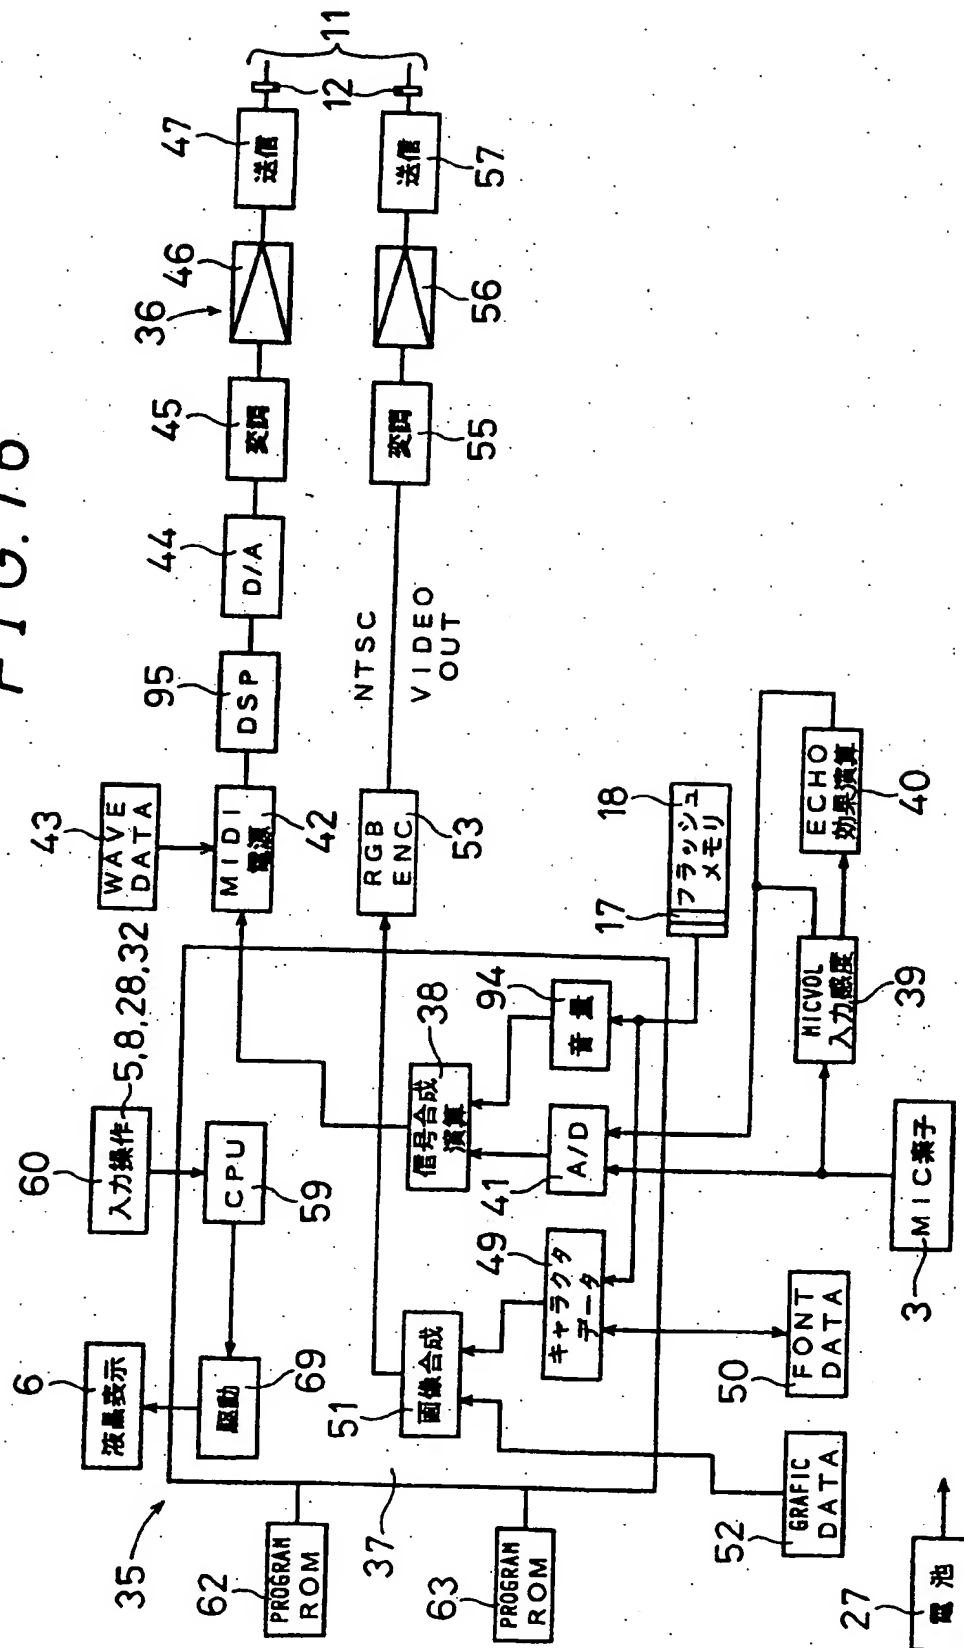 FIG.16
35
6
液晶表示
60
入力操作
5,8,28,32
43
WAVE
DATA
95
DSP
44
D/A
45
変調
36
46
47
送信
62
PROGRAM
ROM
駆動
69
CPU
59
MIDI
電源
42
12
11
37
51
画像合成
信号合成
演算
38
RGB
ENC.
53
NTSC
VIDEO
OUT
変調
55
56
送信
57
63
PROGRAM
ROM
49
キャラクタ
データ
41
A/D
94
音量
17
フラッシュ
メモリ
18
52
GRAFIC
DATA
50
FONT
DATA
3
MIC素子
MICVOL
入力感度
39
ECHO
効果演算
40
27
電池